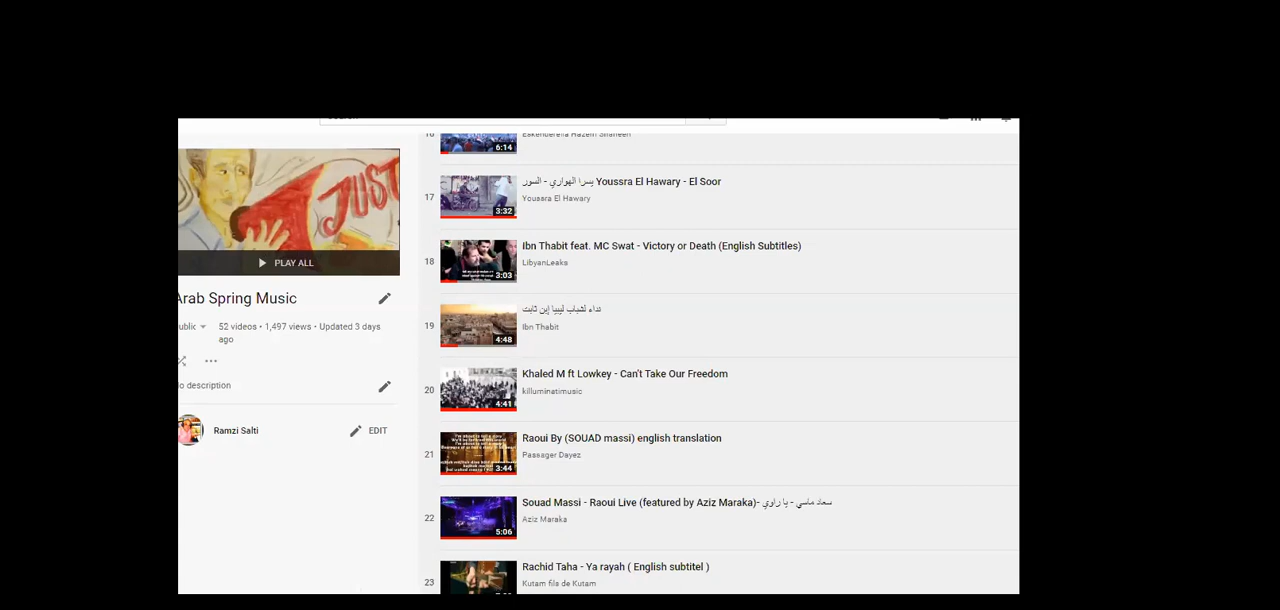 JUST
PLAY ALL
Arab Spring Music
52 videos • 1,497 views • Updated 3 days
ago
Ramzi Salti
EDIT
16
6:14
Eskenderella Hazem Shaheen
17
3:32
يسرا الهواري - السور Youssra El Hawary - El Soor
Youssra El Hawary
18
3:03
Ibn Thabit feat. MC Swat - Victory or Death (English Subtitles)
LibyanLeaks
19
4:48
نداء لشباب ليبيا إبن ثابت
Ibn Thabit
20
4:41
Khaled M ft Lowkey - Can't Take Our Freedom
killuminatimusic
21
3:44
Raoui By (SOUAD massi) english translation
Passager Dayez
22
5:06
Souad Massi - Raoui Live (featured by Aziz Maraka)- سعاد ماسي - يا راوي
Aziz Maraka
23
Rachid Taha - Ya rayah ( English subtitel )
Kutam fils de Kutam